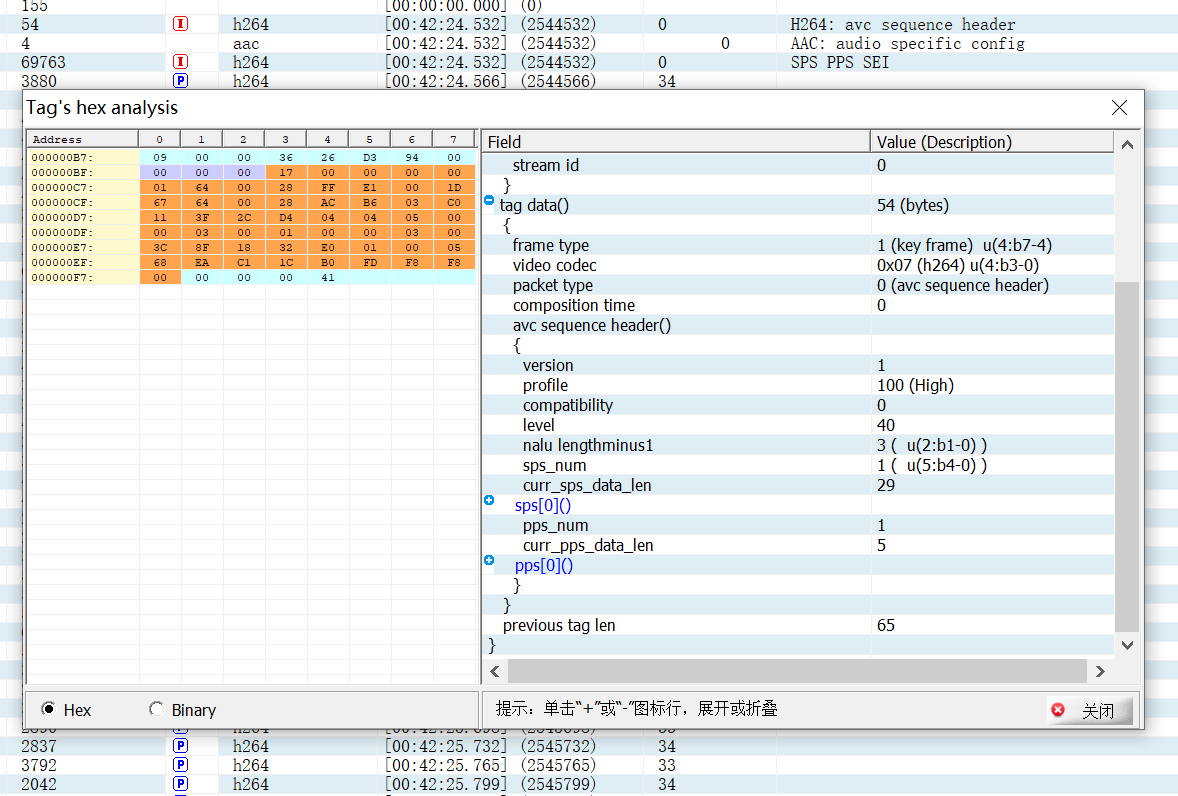 155 [00:00:00.000] (0)
54 I h264 [00:42:24.532] (2544532) 0 H264: avc sequence header
4 aac [00:42:24.532] (2544532) 0 AAC: audio specific config
69763 I h264 [00:42:24.532] (2544532) 0 SPS PPS SEI
3880 P h264 [00:42:24.566] (2544566) 34
Tag's hex analysis
Address 0 1 2 3 4 5 6 7
000000B7: 09 00 00 36 26 D3 94 00
000000BF: 00 00 00 17 00 00 00 00
000000C7: 01 64 00 28 FF E1 00 1D
000000CF: 67 64 00 28 AC B6 03 C0
000000D7: 11 3F 2C D4 04 04 05 00
000000DF: 00 03 00 01 00 00 03 00
000000E7: 3C 8F 18 32 E0 01 00 05
000000EF: 68 EA C1 1C B0 FD F8 F8
000000F7: 00 00 00 00 41
Field Value (Description)
stream id 0
}
tag data() 54 (bytes)
{
frame type 1 (key frame) u(4:b7-4)
video codec 0x07 (h264) u(4:b3-0)
packet type 0 (avc sequence header)
composition time 0
avc sequence header()
{
version 1
profile 100 (High)
compatibility 0
level 40
nalu lengthminus1 3 ( u(2:b1-0) )
sps_num 1 ( u(5:b4-0) )
curr_sps_data_len 29
sps[0]()
pps_num 1
curr_pps_data_len 5
pps[0]()
}
}
previous tag len 65
}
Hex Binary
提示：单击“+”或“-”图标行，展开或折叠
关闭
2837 P h264 [00:42:25.732] (2545732) 34
3792 P h264 [00:42:25.765] (2545765) 33
2042 P h264 [00:42:25.799] (2545799) 34